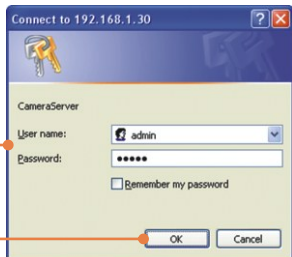 Connect to 192.168.1.30
CameraServer
User name:
admin
Password:
•••••
Remember my password
OK
Cancel